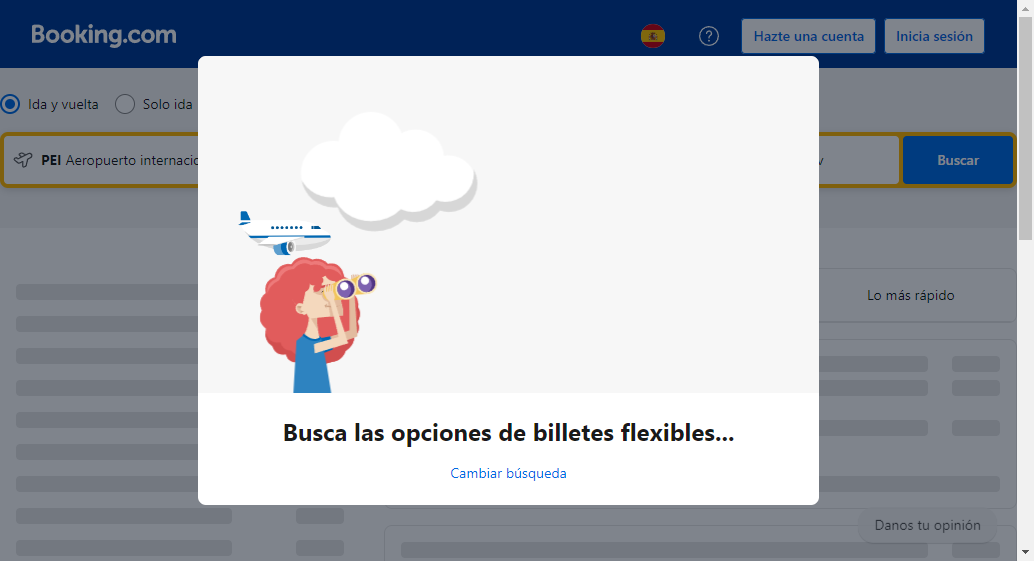 Booking.com
Hazte una cuenta
Inicia sesión
Ida y vuelta
Solo ida
PEI Aeropuerto
Buscar
Lo más rápido
Busca las opciones de billetes flexibles...
Cambiar búsqueda
Danos tu opinión